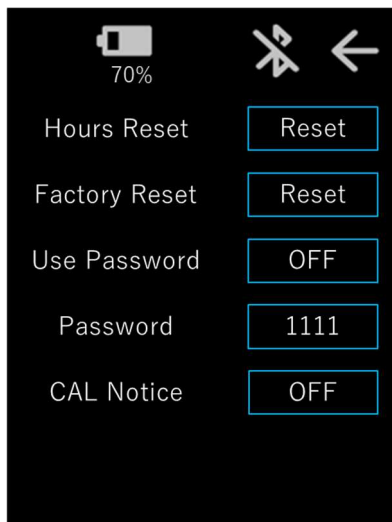 70%
Hours Reset Reset
Factory Reset Reset
Use Password OFF
Password 1111
CAL Notice OFF